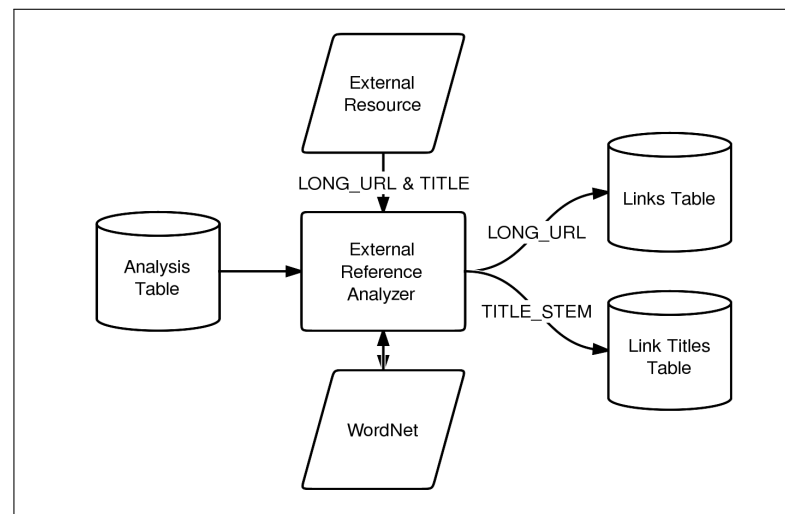 External
Resource
LONG_URL & TITLE
Analysis
Table
External
Reference
Analyzer
LONG_URL
Links Table
TITLE_STEM
Link Titles
Table
WordNet